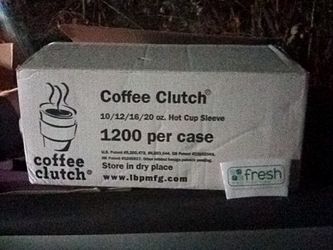 Coffee Clutch®
10/12/16/20 oz. Hot Cup Sleeve
1200 per case
Store in dry place
www.lbpmfg.com
coffee
clutch®
fresh